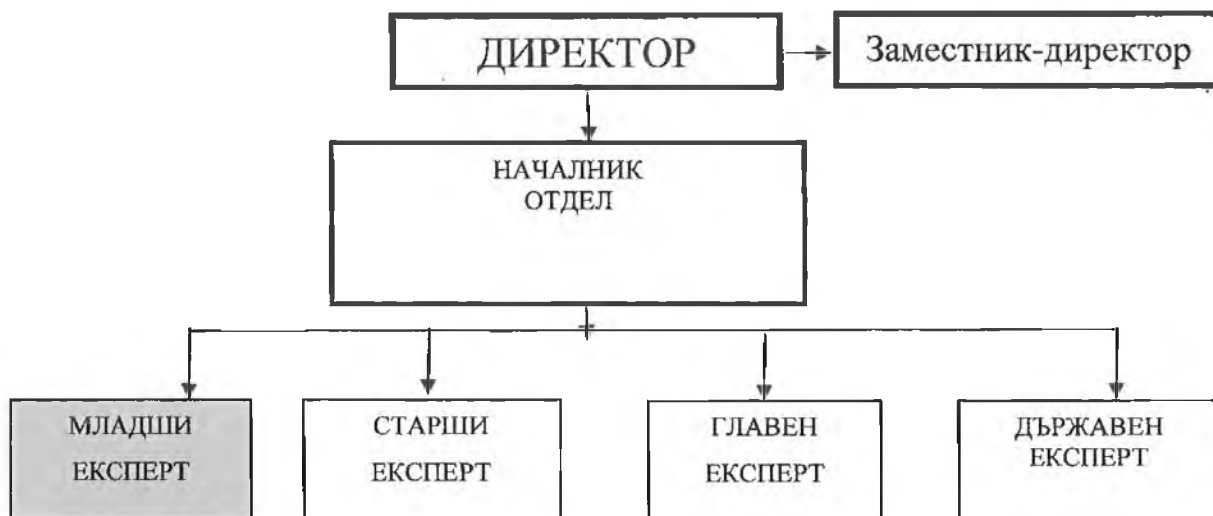 ДИРЕКТОР
Заместник-директор
НАЧАЛНИК
ОТДЕЛ
МЛАДШИ
ЕКСПЕРТ
СТАРШИ
ЕКСПЕРТ
ГЛАВЕН
ЕКСПЕРТ
ДЪРЖАВЕН
ЕКСПЕРТ